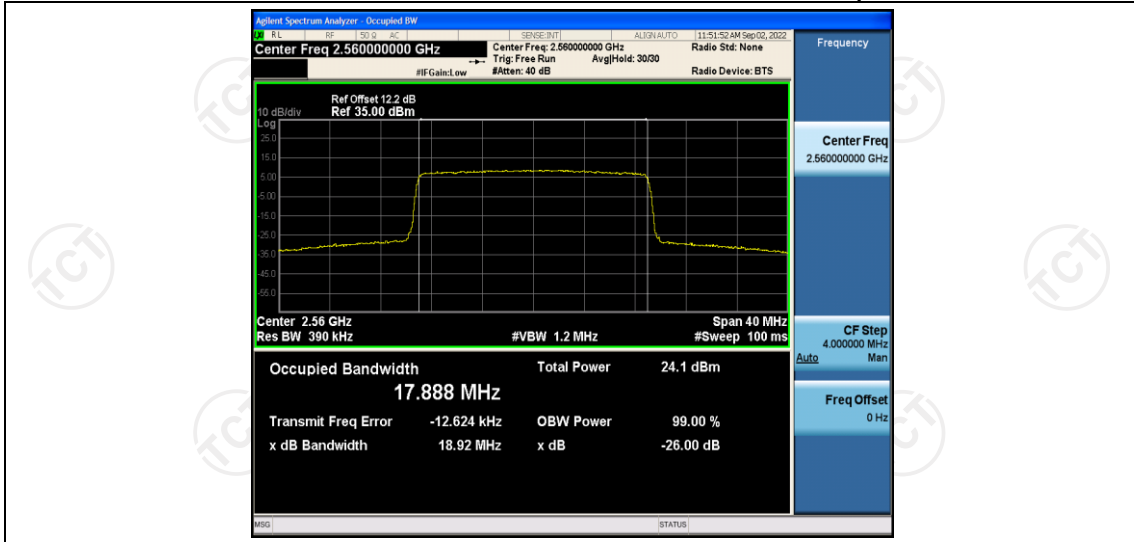 Agilent Spectrum Analyzer - Occupied BW
LXI RL RF 50 Ω AC SENSE:INT ALIGN AUTO 11:51:52 AM Sep 02, 2022
Center Freq 2.560000000 GHz
Center Freq: 2.560000000 GHz Radio Std: None
Trig: Free Run Avg|Hold: 30/30
#IFGain:Low #Atten: 40 dB Radio Device: BTS
Frequency
Ref Offset 12.2 dB
10 dB/div Ref 35.00 dBm
Log
25.0
15.0
5.00
-5.00
-15.0
-25.0
-35.0
-45.0
-55.0
Center 2.56 GHz Span 40 MHz
Res BW 390 kHz #VBW 1.2 MHz #Sweep 100 ms
Center Freq
2.560000000 GHz
CF Step
4.000000 MHz
Auto Man
Freq Offset
0 Hz
Occupied Bandwidth Total Power 24.1 dBm
17.888 MHz
Transmit Freq Error -12.624 kHz OBW Power 99.00 %
x dB Bandwidth 18.92 MHz x dB -26.00 dB
MSG STATUS
TCT
TCT
TCT
TCT
TCT
TCT